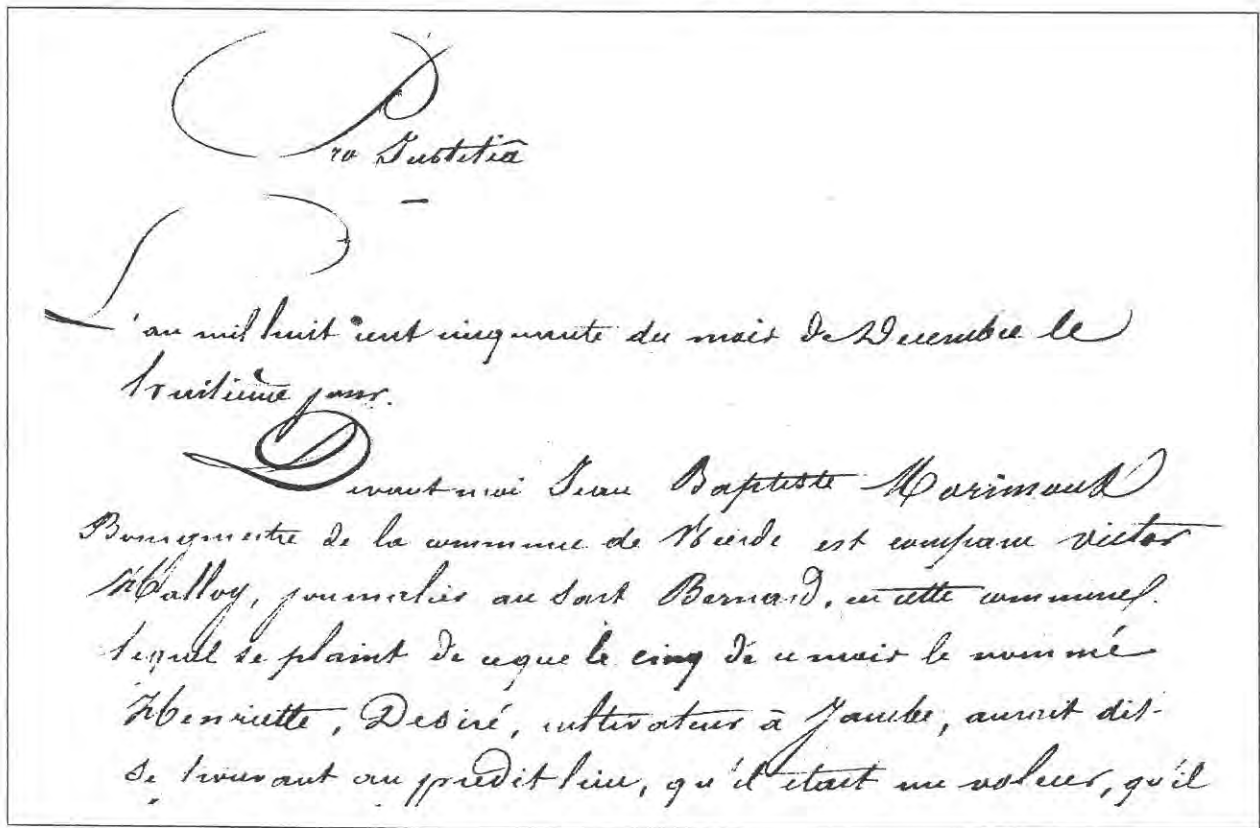 Pro Justitiâ
L'an mil huit cent cinquante du mois de Decembre le
huitième jour.
Devant moi Jean Baptiste Marimont
Bourgmestre de la commune de Wierde est comparu victor
Malloy, journalier au Sart Bernard, en cette commune.
lequel se plaint de ce que le cinq de ce mois le nommé
Henriette, Desiré, cultivateur à Jambe, aurait dit
se trouvant au prédit lieu, qu'il était un voleur, qu'il